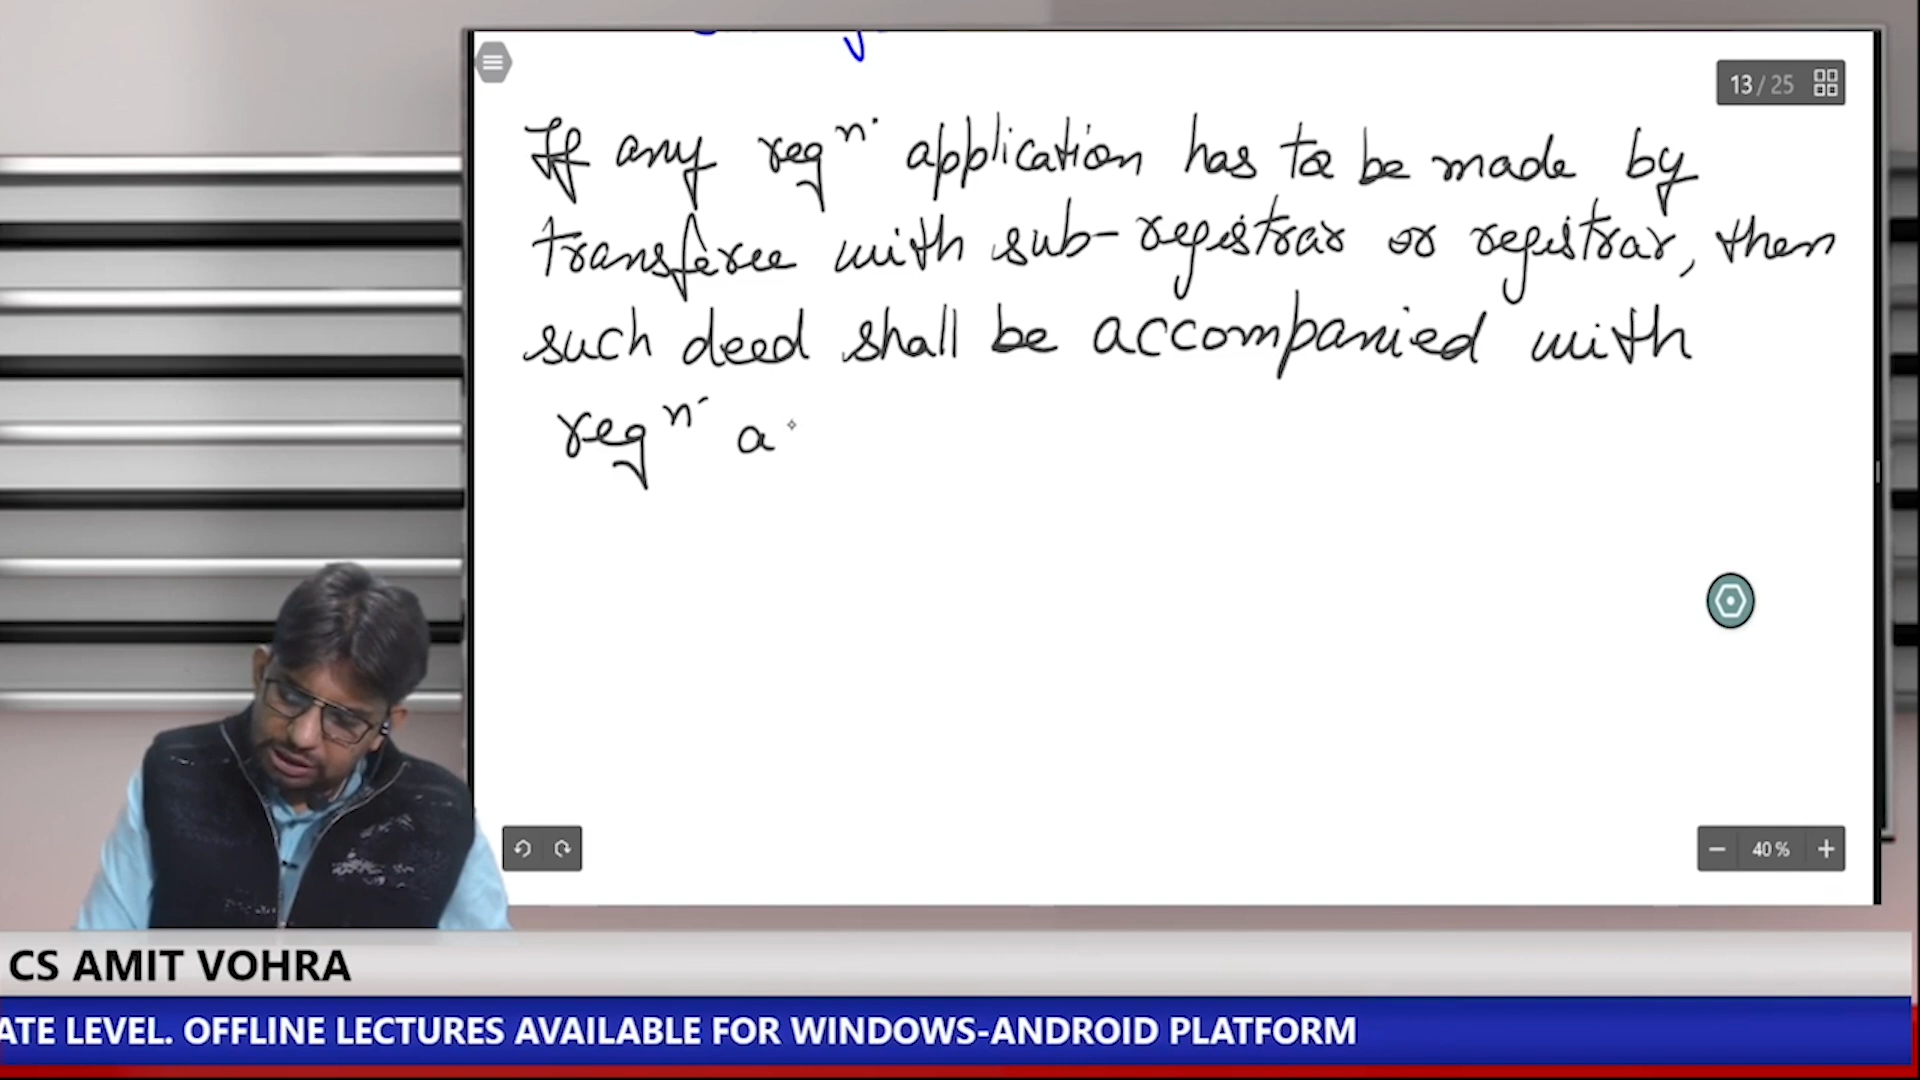 13 / 25
If any regⁿ· application has to be made by
transferee with sub-registrar or registrar, then
such deed shall be accompanied with
regⁿ· a
40 %
CS AMIT VOHRA
ATE LEVEL. OFFLINE LECTURES AVAILABLE FOR WINDOWS-ANDROID PLATFORM